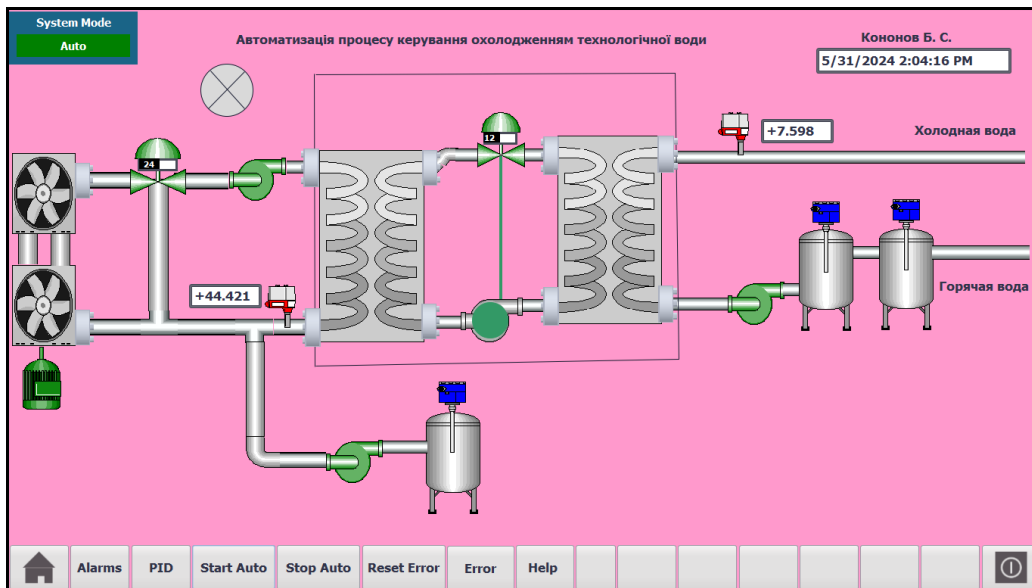 System Mode
Auto
Автоматизація процесу керування охолодженням технологічної води
Кононов Б. С.
5/31/2024 2:04:16 PM
24
12
+7.598
Холодная вода
+44.421
Горячая вода
Alarms
PID
Start Auto
Stop Auto
Reset Error
Error
Help